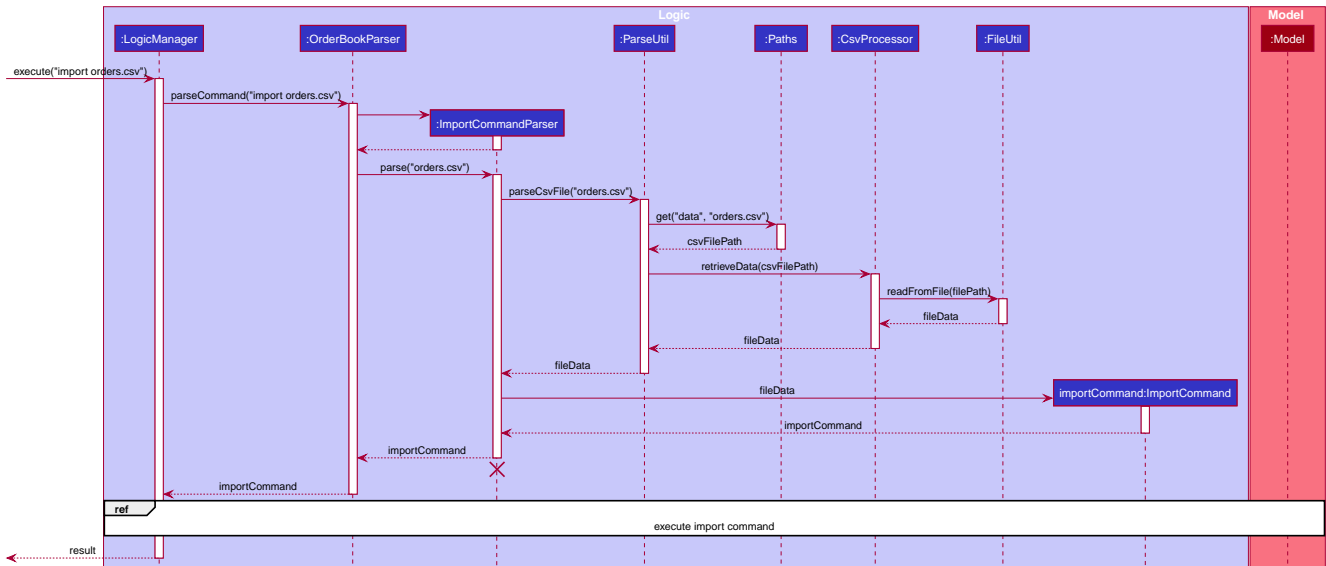 Logic
Model
:LogicManager
:OrderBookParser
:ParseUtil
:Paths
:CsvProcessor
:FileUtil
:Model
execute("import orders.csv")
parseCommand("import orders.csv")
:ImportCommandParser
parse("orders.csv")
parseCsvFile("orders.csv")
get("data", "orders.csv")
csvFilePath
retrieveData(csvFilePath)
readFromFile(filePath)
fileData
fileData
fileData
fileData
importCommand:ImportCommand
importCommand
importCommand
importCommand
ref
execute import command
result